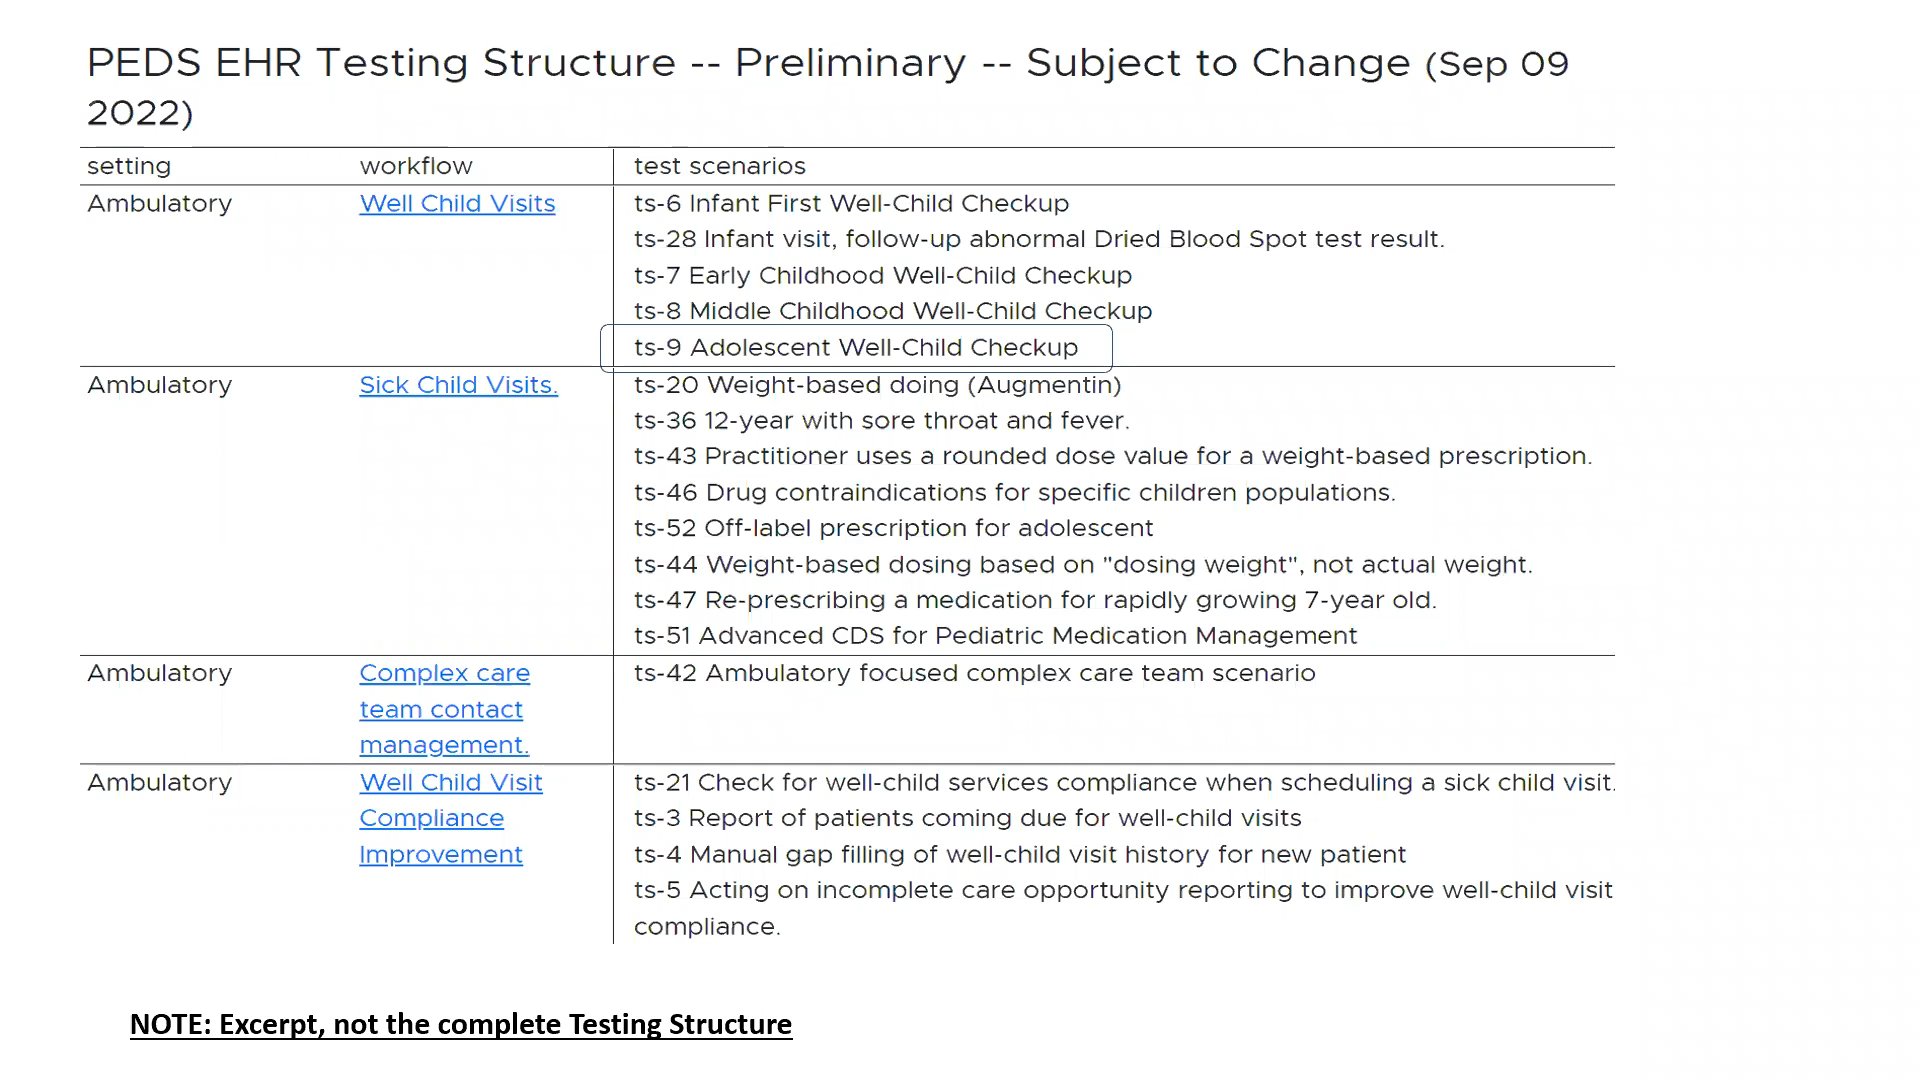 PEDS EHR Testing Structure -- Preliminary -- Subject to Change (Sep 09
2022)
setting workflow test scenarios
Ambulatory Well Child Visits ts-6 Infant First Well-Child Checkup
ts-28 Infant visit, follow-up abnormal Dried Blood Spot test result.
ts-7 Early Childhood Well-Child Checkup
ts-8 Middle Childhood Well-Child Checkup
ts-9 Adolescent Well-Child Checkup
Ambulatory Sick Child Visits. ts-20 Weight-based doing (Augmentin)
ts-36 12-year with sore throat and fever.
ts-43 Practitioner uses a rounded dose value for a weight-based prescription.
ts-46 Drug contraindications for specific children populations.
ts-52 Off-label prescription for adolescent
ts-44 Weight-based dosing based on "dosing weight", not actual weight.
ts-47 Re-prescribing a medication for rapidly growing 7-year old.
ts-51 Advanced CDS for Pediatric Medication Management
Ambulatory Complex care ts-42 Ambulatory focused complex care team scenario
team contact
management.
Ambulatory Well Child Visit ts-21 Check for well-child services compliance when scheduling a sick child visit.
Compliance ts-3 Report of patients coming due for well-child visits
Improvement ts-4 Manual gap filling of well-child visit history for new patient
ts-5 Acting on incomplete care opportunity reporting to improve well-child visit
compliance.
NOTE: Excerpt, not the complete Testing Structure